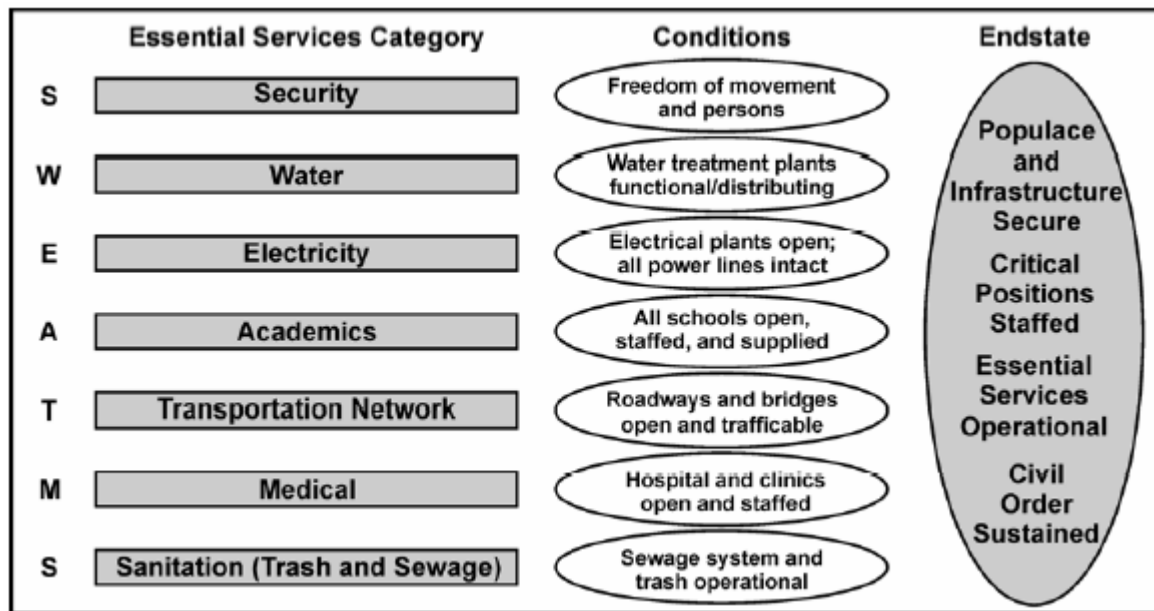 Essential Services Category Conditions Endstate
S Security Freedom of movement
and persons
W Water Water treatment plants
functional/distributing
E Electricity Electrical plants open;
all power lines intact
A Academics All schools open,
staffed, and supplied
T Transportation Network Roadways and bridges
open and trafficable
M Medical Hospital and clinics
open and staffed
S Sanitation (Trash and Sewage) Sewage system and
trash operational
Populace
and
Infrastructure
Secure
Critical
Positions
Staffed
Essential
Services
Operational
Civil
Order
Sustained